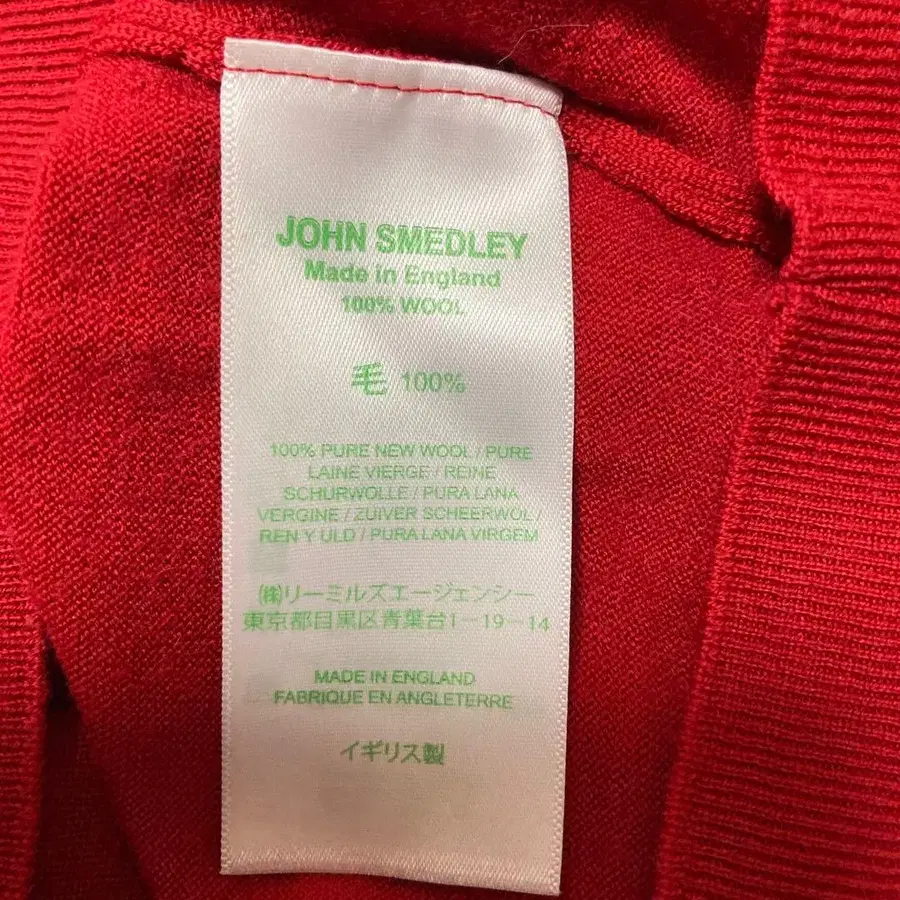 JOHN SMEDLEY
Made in England
100% WOOL
毛 100%
100% PURE NEW WOOL / PURE
LAINE VIERGE / REINE
SCHURWOLLE / PURA LANA
VERGINE / ZUIVER SCHEERWOL /
REN Y ULD / PURA LANA VIRGEM
㈱リーミルズエージェンシー
東京都目黒区青葉台1-19-14
MADE IN ENGLAND
FABRIQUE EN ANGLETERRE
イギリス製